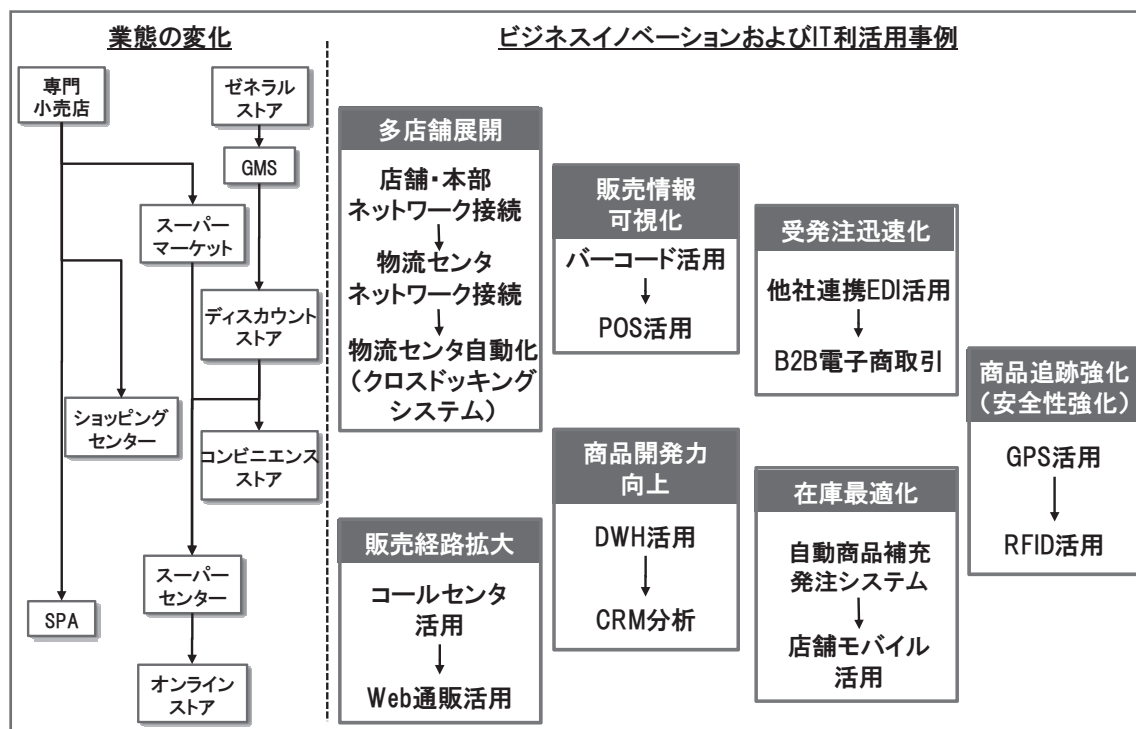 業態の変化
専門
小売店
ゼネラル
ストア
GMS
スーパー
マーケット
ディスカウント
ストア
ショッピング
センター
コンビニエンス
ストア
スーパー
センター
SPA
オンライン
ストア
ビジネスイノベーションおよびIT利活用事例
多店舗展開
店舗・本部
ネットワーク接続
物流センタ
ネットワーク接続
物流センタ自動化
(クロスドッキング
システム)
販売経路拡大
コールセンタ
活用
Web通販活用
販売情報
可視化
バーコード活用
POS活用
商品開発力
向上
DWH活用
CRM分析
受発注迅速化
他社連携EDI活用
B2B電子商取引
在庫最適化
自動商品補充
発注システム
店舗モバイル
活用
商品追跡強化
(安全性強化)
GPS活用
RFID活用